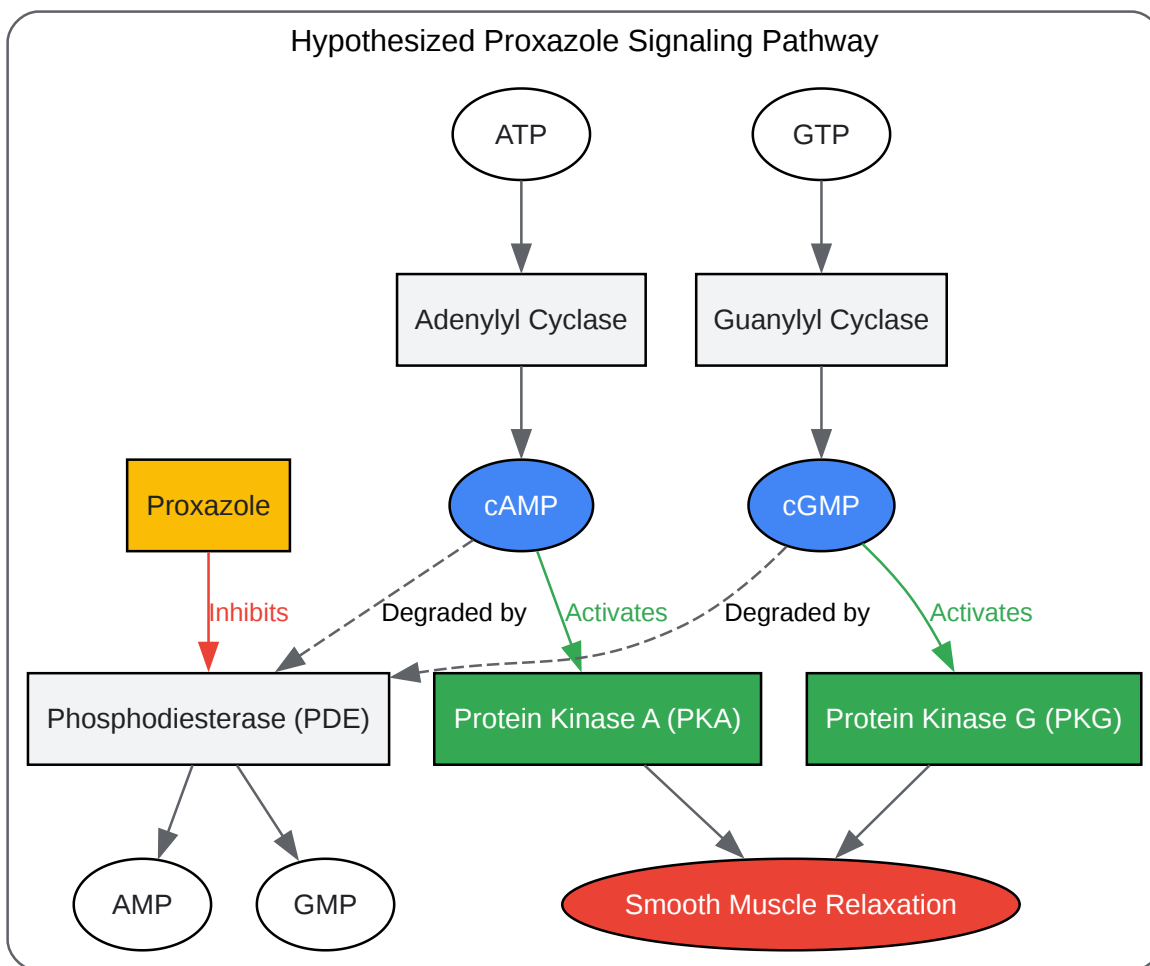 Hypothesized Proxazole Signaling Pathway
ATP
GTP
Adenylyl Cyclase
Guanylyl Cyclase
Proxazole
cAMP
cGMP
Inhibits
Degraded by
Activates
Degraded by
Activates
Phosphodiesterase (PDE)
Protein Kinase A (PKA)
Protein Kinase G (PKG)
AMP
GMP
Smooth Muscle Relaxation